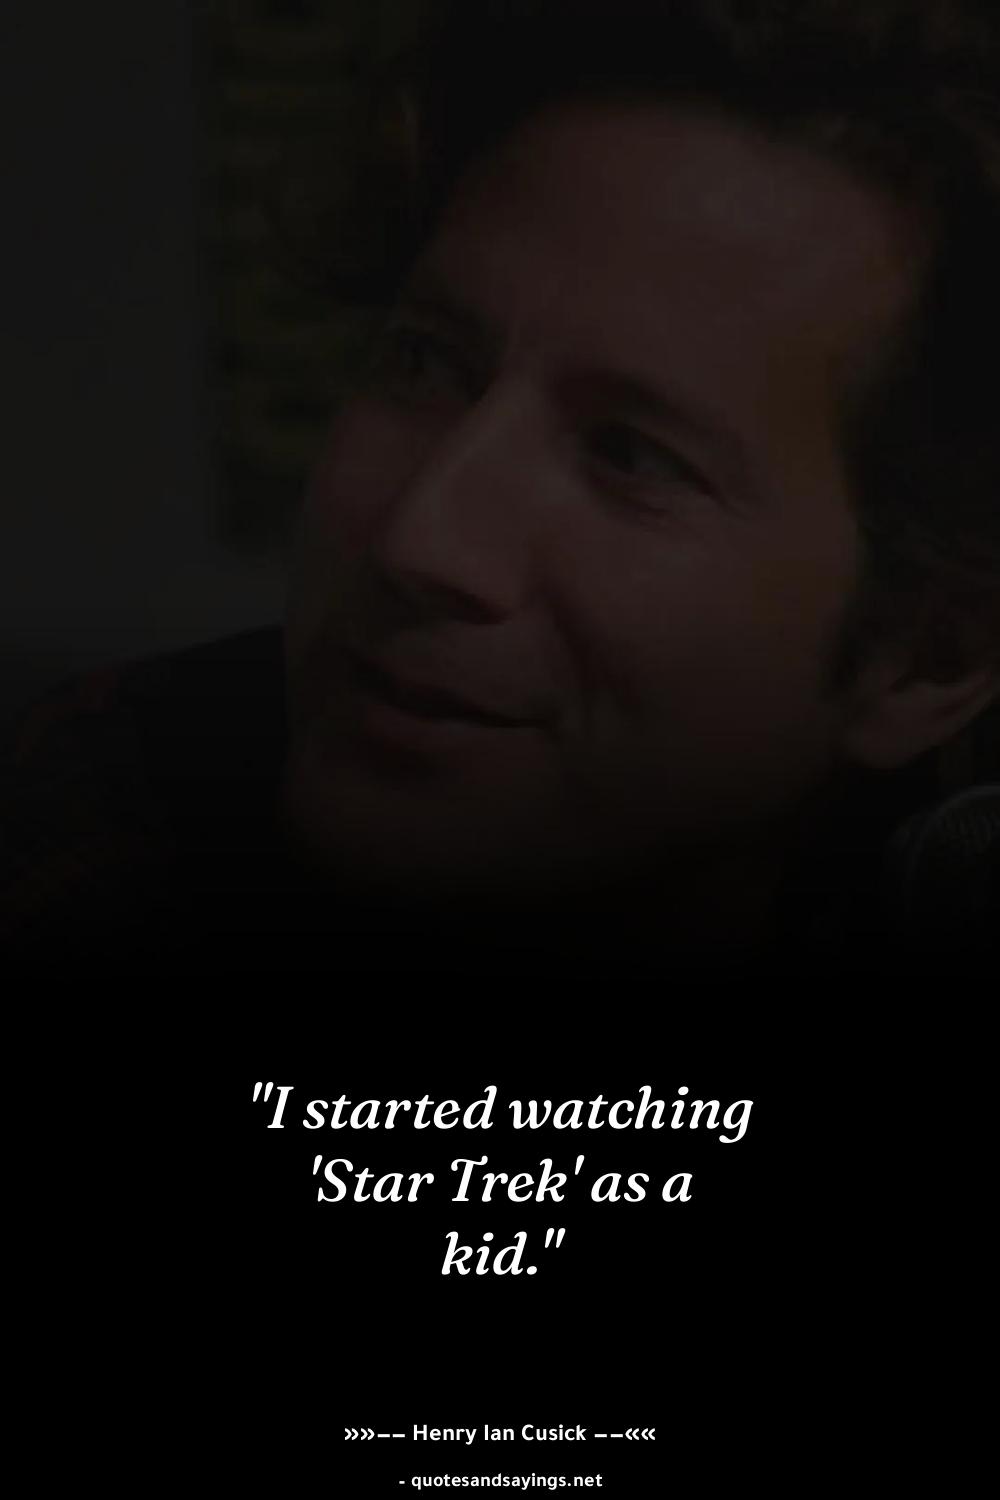 "I started watching
'Star Trek' as a
kid."
»»−− Henry Ian Cusick −−««
- quotesandsayings.net